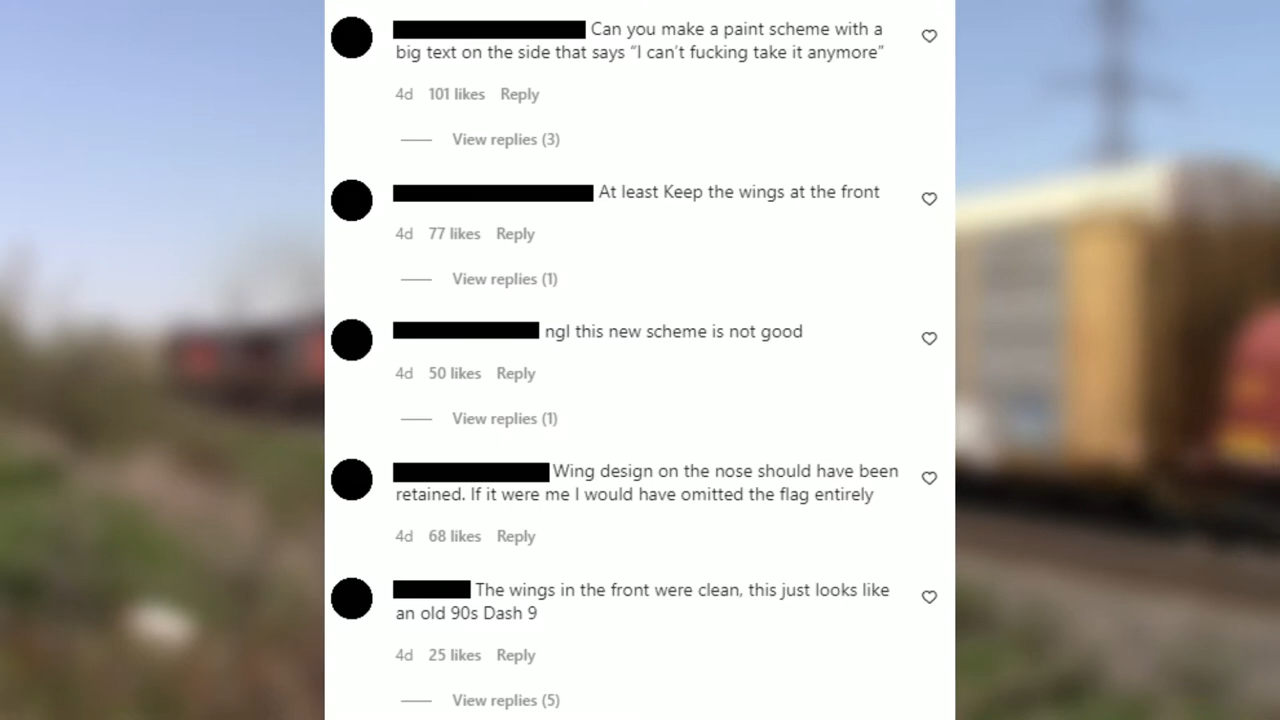 Can you make a paint scheme with a
big text on the side that says “I can’t fucking take it anymore”
4d 101 likes Reply
View replies (3)
At least Keep the wings at the front
4d 77 likes Reply
View replies (1)
ngl this new scheme is not good
4d 50 likes Reply
View replies (1)
Wing design on the nose should have been
retained. If it were me I would have omitted the flag entirely
4d 68 likes Reply
The wings in the front were clean, this just looks like
an old 90s Dash 9
4d 25 likes Reply
View replies (5)